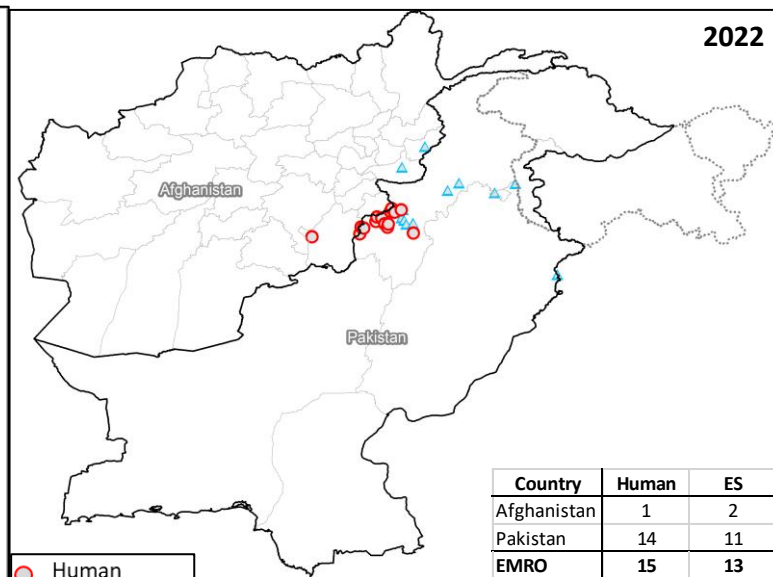 2022
Afghanistan
Pakistan
Country Human ES
Afghanistan 1 2
Pakistan 14 11
EMRO 15 13
Human